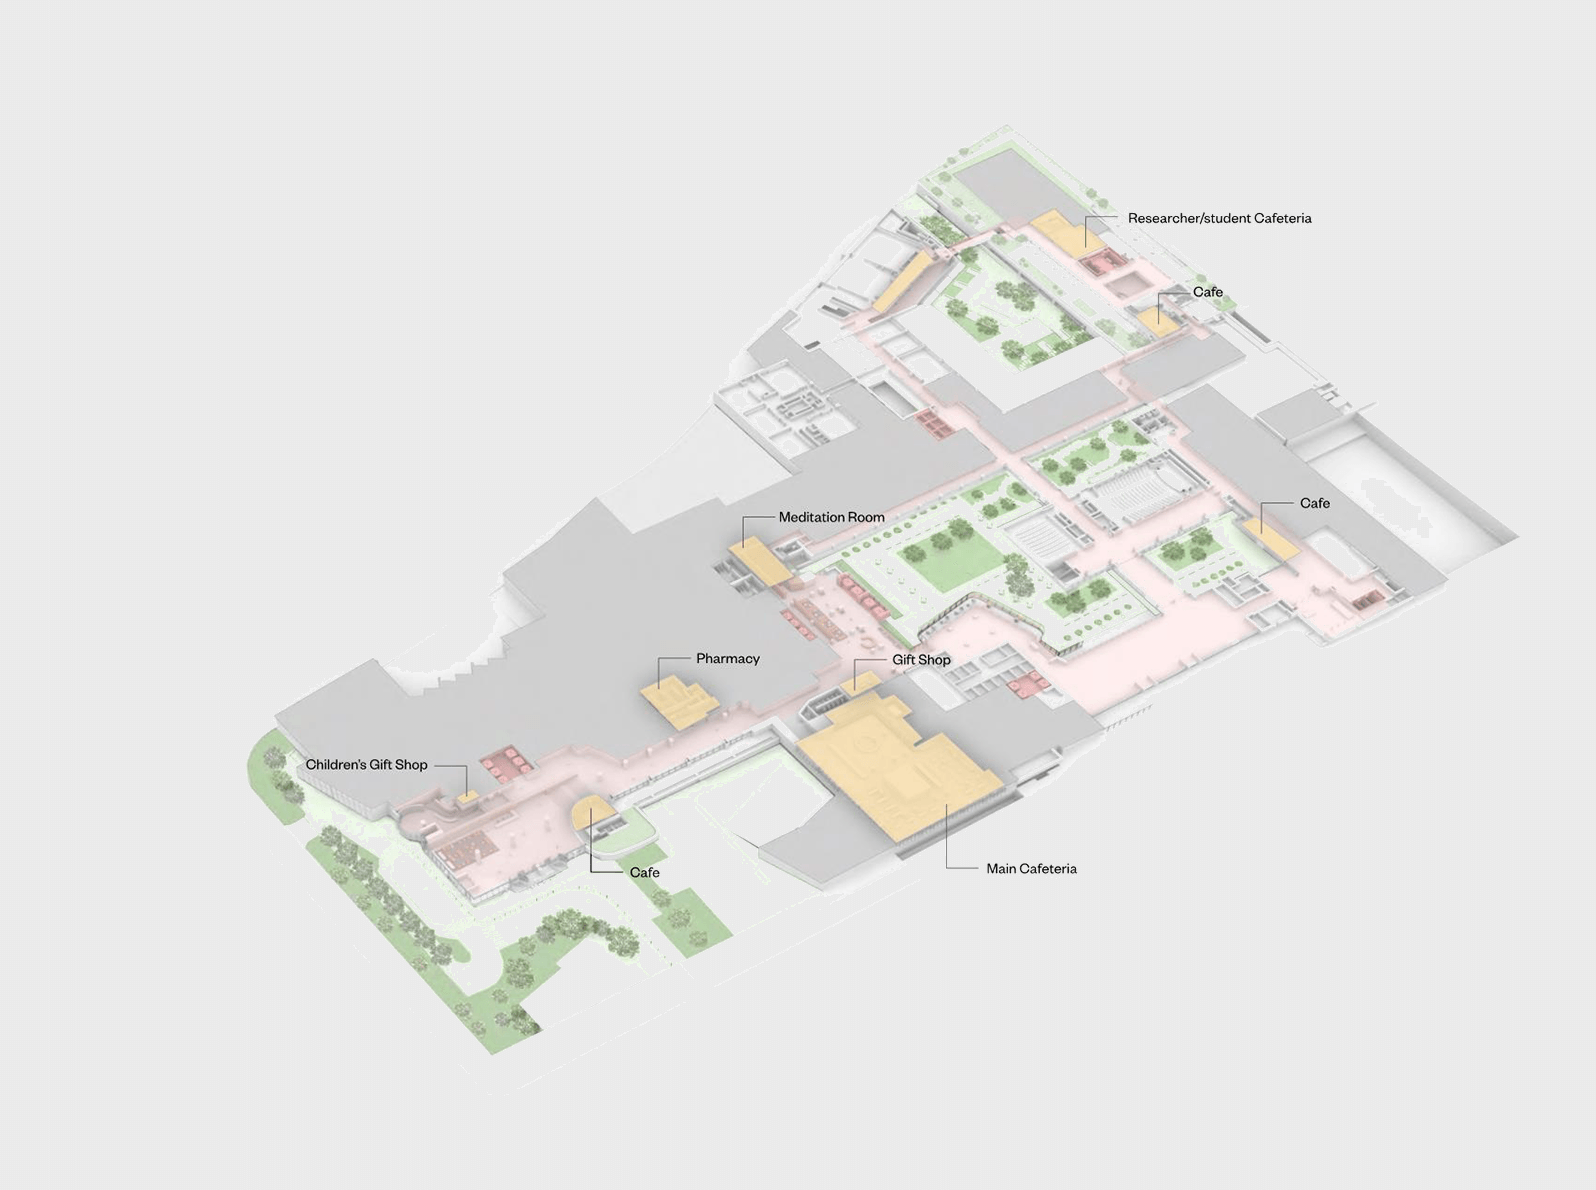 Researcher/student Cafeteria
Cafe
Cafe
Meditation Room
Pharmacy
Gift Shop
Children's Gift Shop
Main Cafeteria
Cafe